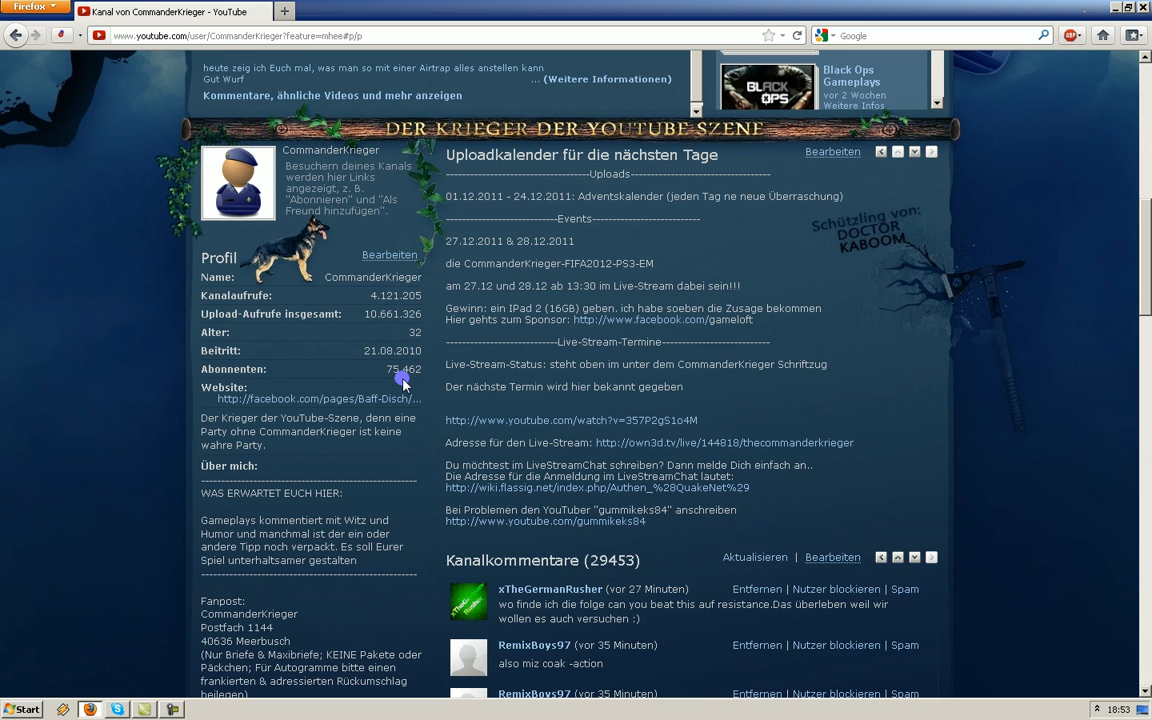 Firefox
Kanal von CommanderKrieger - YouTube
www.youtube.com/user/CommanderKrieger?feature=mhee#p/p
Google
ABP
heute zeig ich Euch mal, was man so mit einer Airtrap alles anstellen kann
Gut Wurf
... (Weitere Informationen)
Kommentare, ähnliche Videos und mehr anzeigen
BLACK OPS
Black Ops Gameplays
vor 2 Wochen
Weitere Infos
DER KRIEGER DER YOUTUBE-SZENE
CommanderKrieger
Besuchern deines Kanals
werden hier Links
angezeigt, z. B.
"Abonnieren" und "Als
Freund hinzufügen".
Profil
Bearbeiten
Name: CommanderKrieger
Kanalaufrufe: 4.121.205
Upload-Aufrufe insgesamt: 10.661.326
Alter: 32
Beitritt: 21.08.2010
Abonnenten: 75.462
Website:
http://facebook.com/pages/Baff-Disch/...
Der Krieger der YouTube-Szene, denn eine
Party ohne CommanderKrieger ist keine
wahre Party.
Über mich:
------------------------------------------------------
WAS ERWARTET EUCH HIER:
Gameplays kommentiert mit Witz und
Humor und manchmal ist der ein oder
andere Tipp noch verpackt. Es soll Eurer
Spiel unterhaltsamer gestalten
------------------------------------------------------
Fanpost:
CommanderKrieger
Postfach 1144
40636 Meerbusch
(Nur Briefe & Maxibriefe; KEINE Pakete oder
Päckchen; Für Autogramme bitte einen
frankierten & adressierten Rückumschlag
beilegen)
Uploadkalender für die nächsten Tage
Bearbeiten
------------------------------------Uploads----------------------------------
01.12.2011 - 24.12.2011: Adventskalender (jeden Tag ne neue Überraschung)
----------------------------Events---------------------------
27.12.2011 & 28.12.2011
die CommanderKrieger-FIFA2012-PS3-EM
am 27.12 und 28.12 ab 13:30 im Live-Stream dabei sein!!!
Gewinn: ein IPad 2 (16GB) geben. ich habe soeben die Zusage bekommen
Hier gehts zum Sponsor: http://www.facebook.com/gameloft
----------------------------Live-Stream-Termine---------------------------
Live-Stream-Status: steht oben im unter dem CommanderKrieger Schriftzug
Der nächste Termin wird hier bekannt gegeben
http://www.youtube.com/watch?v=357P2gS1o4M
Adresse für den Live-Stream: http://own3d.tv/live/144818/thecommanderkrieger
Du möchtest im LiveStreamChat schreiben? Dann melde Dich einfach an..
Die Adresse für die Anmeldung im LiveStreamChat lautet:
http://wiki.flassig.net/index.php/Authen_%28QuakeNet%29
Bei Problemen den YouTuber "gummikeks84" anschreiben
http://www.youtube.com/gummikeks84
Schützling von:
DOCTOR
KABOOM
Kanalkommentare (29453)
Aktualisieren | Bearbeiten
xTheGermanRusher (vor 27 Minuten)
Entfernen | Nutzer blockieren | Spam
wo finde ich die folge can you beat this auf resistance.Das überleben weil wir
wollen es auch versuchen :)
RemixBoys97 (vor 35 Minuten)
Entfernen | Nutzer blockieren | Spam
also miz coak -action
RemixBoys97 (vor 35 Minuten)
Entfernen | Nutzer blockieren | Spam
Start
18:53